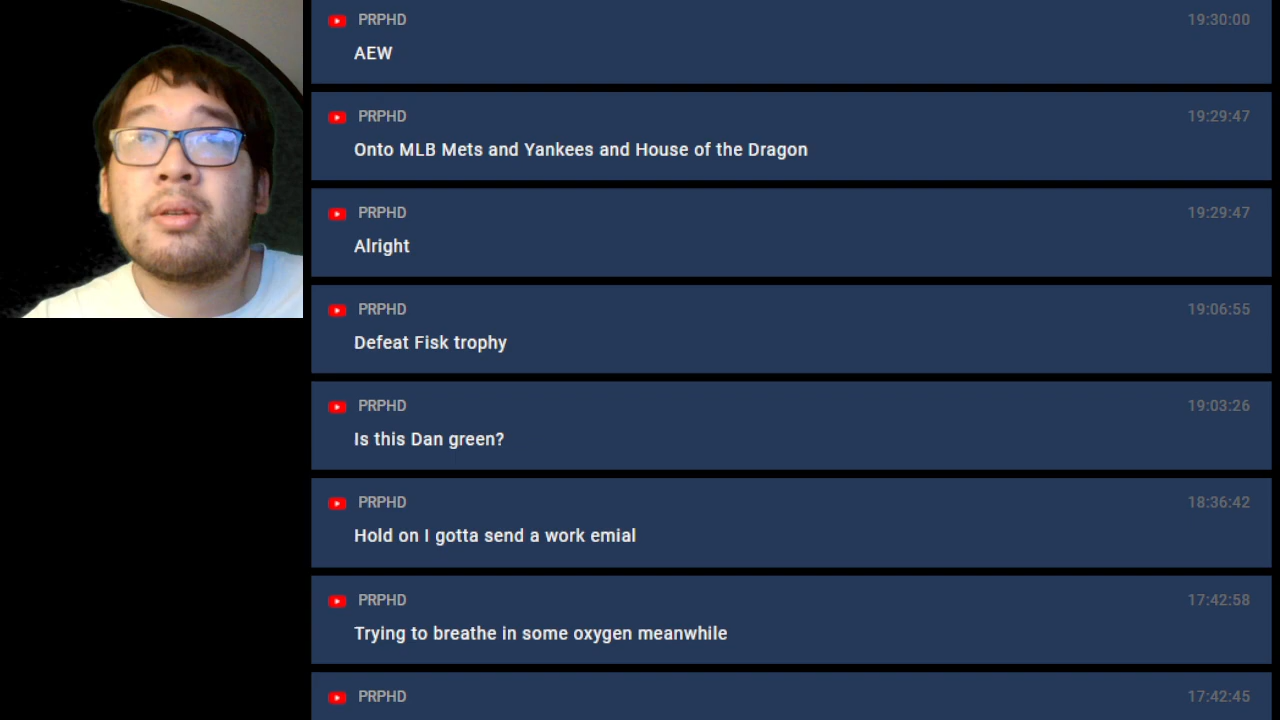 PRPHD 19:30:00
AEW
PRPHD 19:29:47
Onto MLB Mets and Yankees and House of the Dragon
PRPHD 19:29:47
Alright
PRPHD 19:06:55
Defeat Fisk trophy
PRPHD 19:03:26
Is this Dan green?
PRPHD 18:36:42
Hold on I gotta send a work emial
PRPHD 17:42:58
Trying to breathe in some oxygen meanwhile
PRPHD 17:42:45